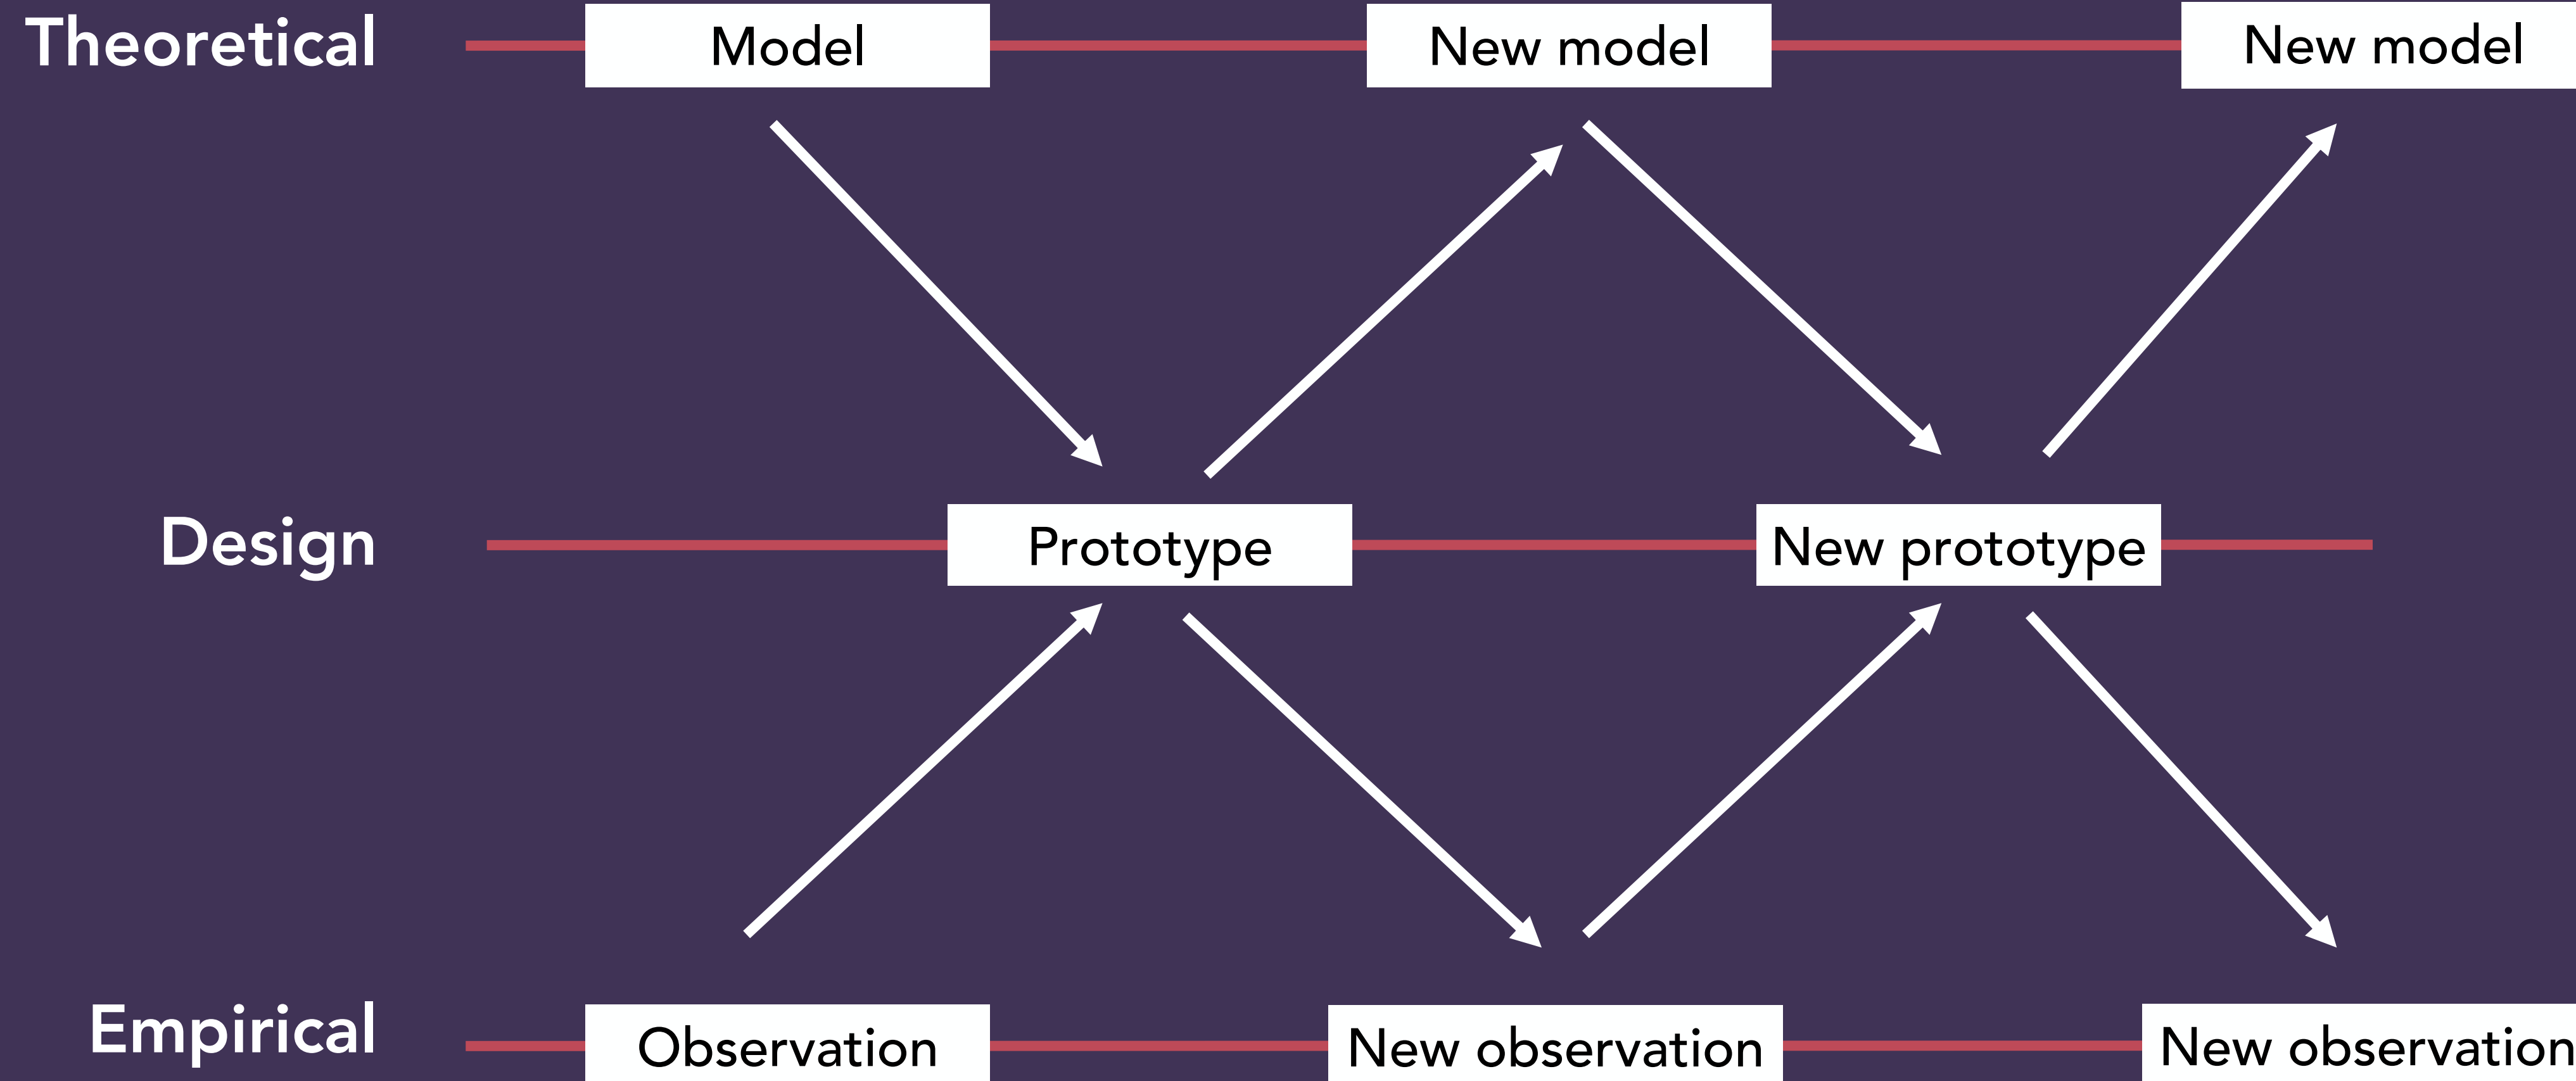 Theoretical
Model
New model
New model
Design
Prototype
New prototype
Empirical
Observation
New observation
New observation